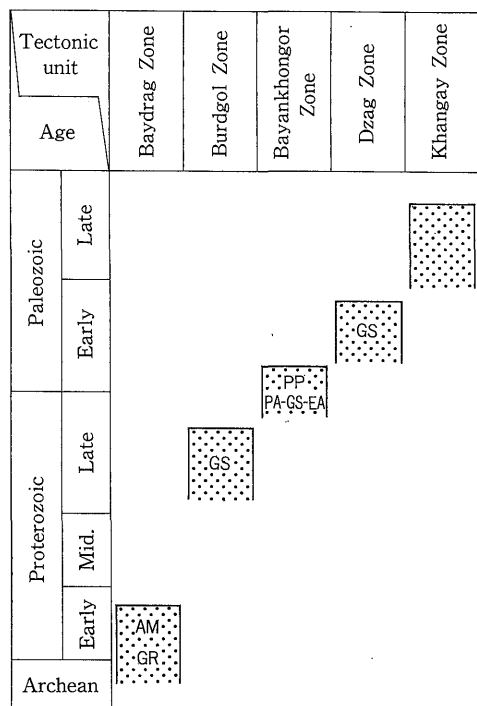 Tectonic
unit
Age
Baydrag Zone
Burdgol Zone
Bayankhongor
Zone
Dzag Zone
Khangay Zone
Paleozoic
Late
Early
GS
PP
PA-GS-EA
Proterozoic
Late
GS
Mid.
Early
AM
GR
Archean